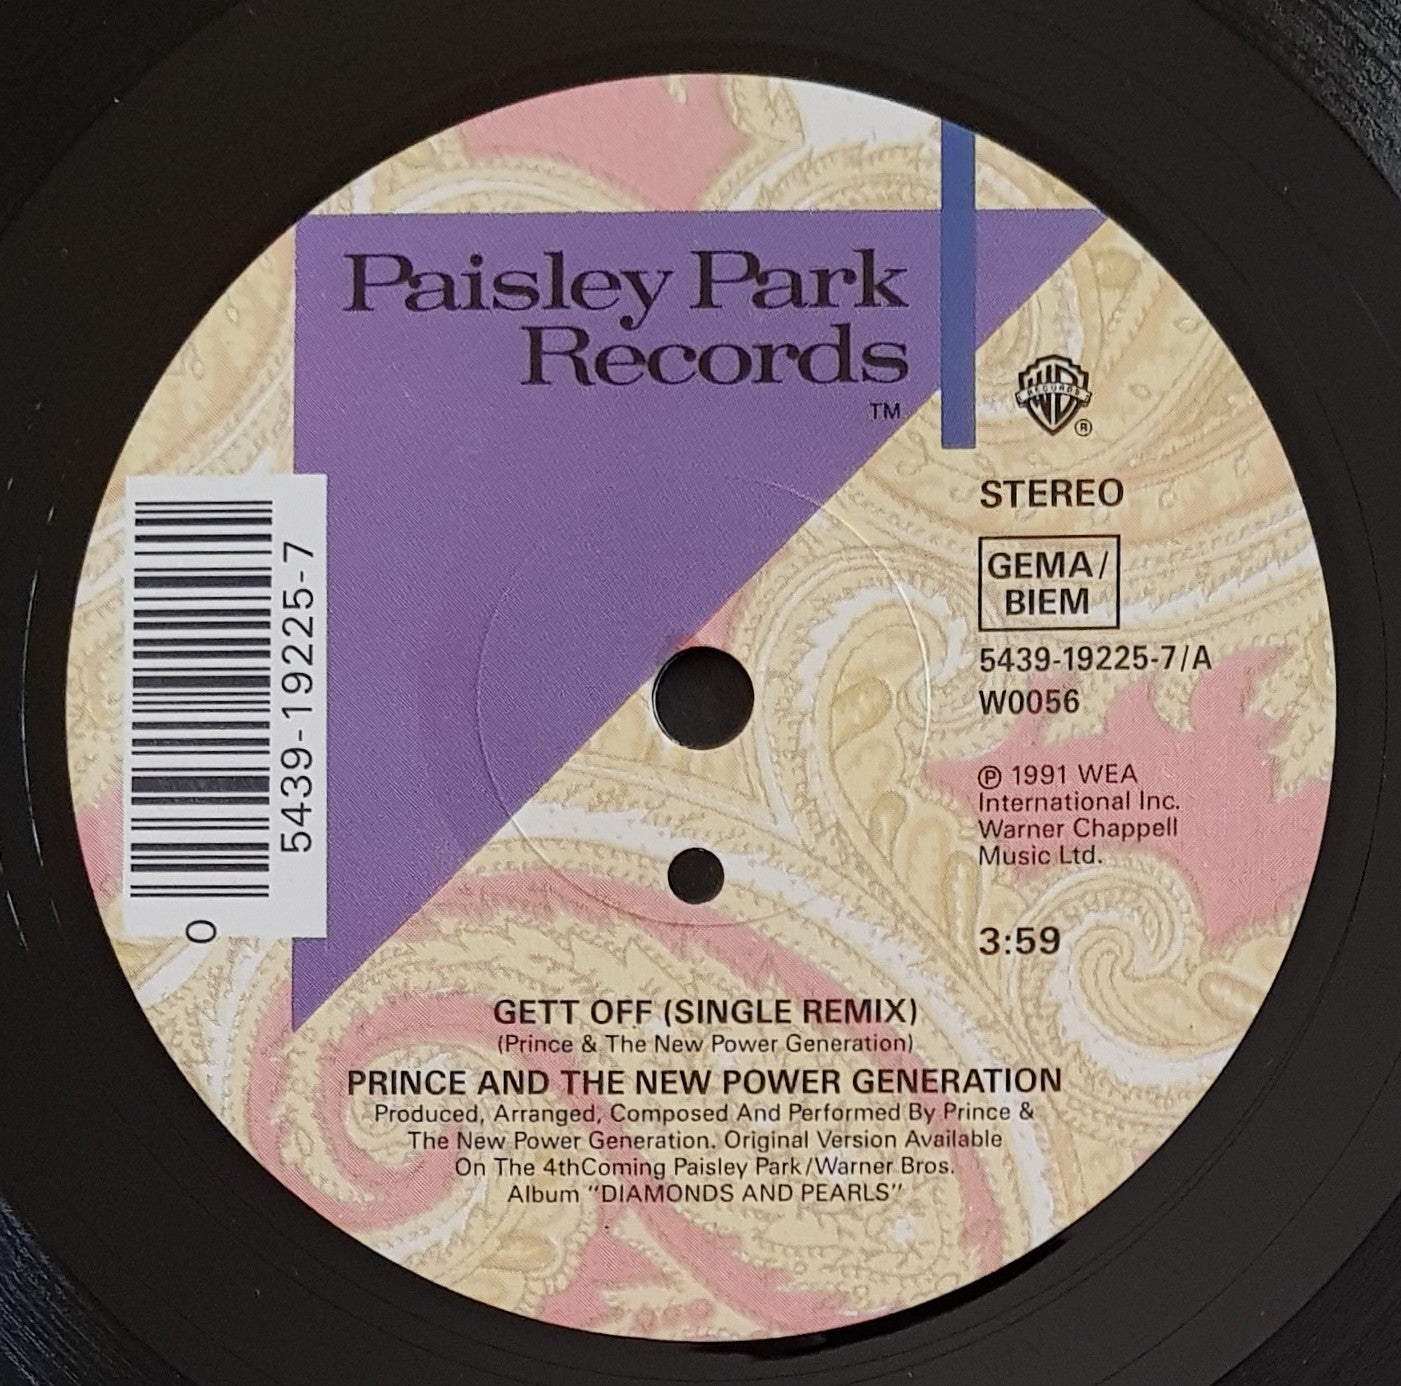 Paisley Park
Records
TM
W B
RECORDS
®
STEREO
GEMA/
BIEM
5439-19225-7/A
W0056
℗ 1991 WEA
International Inc.
Warner Chappell
Music Ltd.
3:59
5439-19225-7
0
GETT OFF (SINGLE REMIX)
(Prince & The New Power Generation)
PRINCE AND THE NEW POWER GENERATION
Produced, Arranged, Composed And Performed By Prince &
The New Power Generation. Original Version Available
On The 4thComing Paisley Park/Warner Bros.
Album "DIAMONDS AND PEARLS"